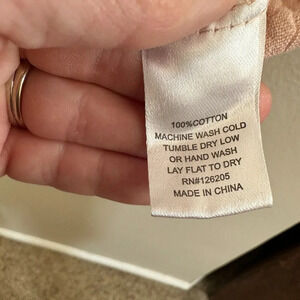 100%COTTON
MACHINE WASH COLD
TUMBLE DRY LOW
OR HAND WASH
LAY FLAT TO DRY
RN#126205
MADE IN CHINA